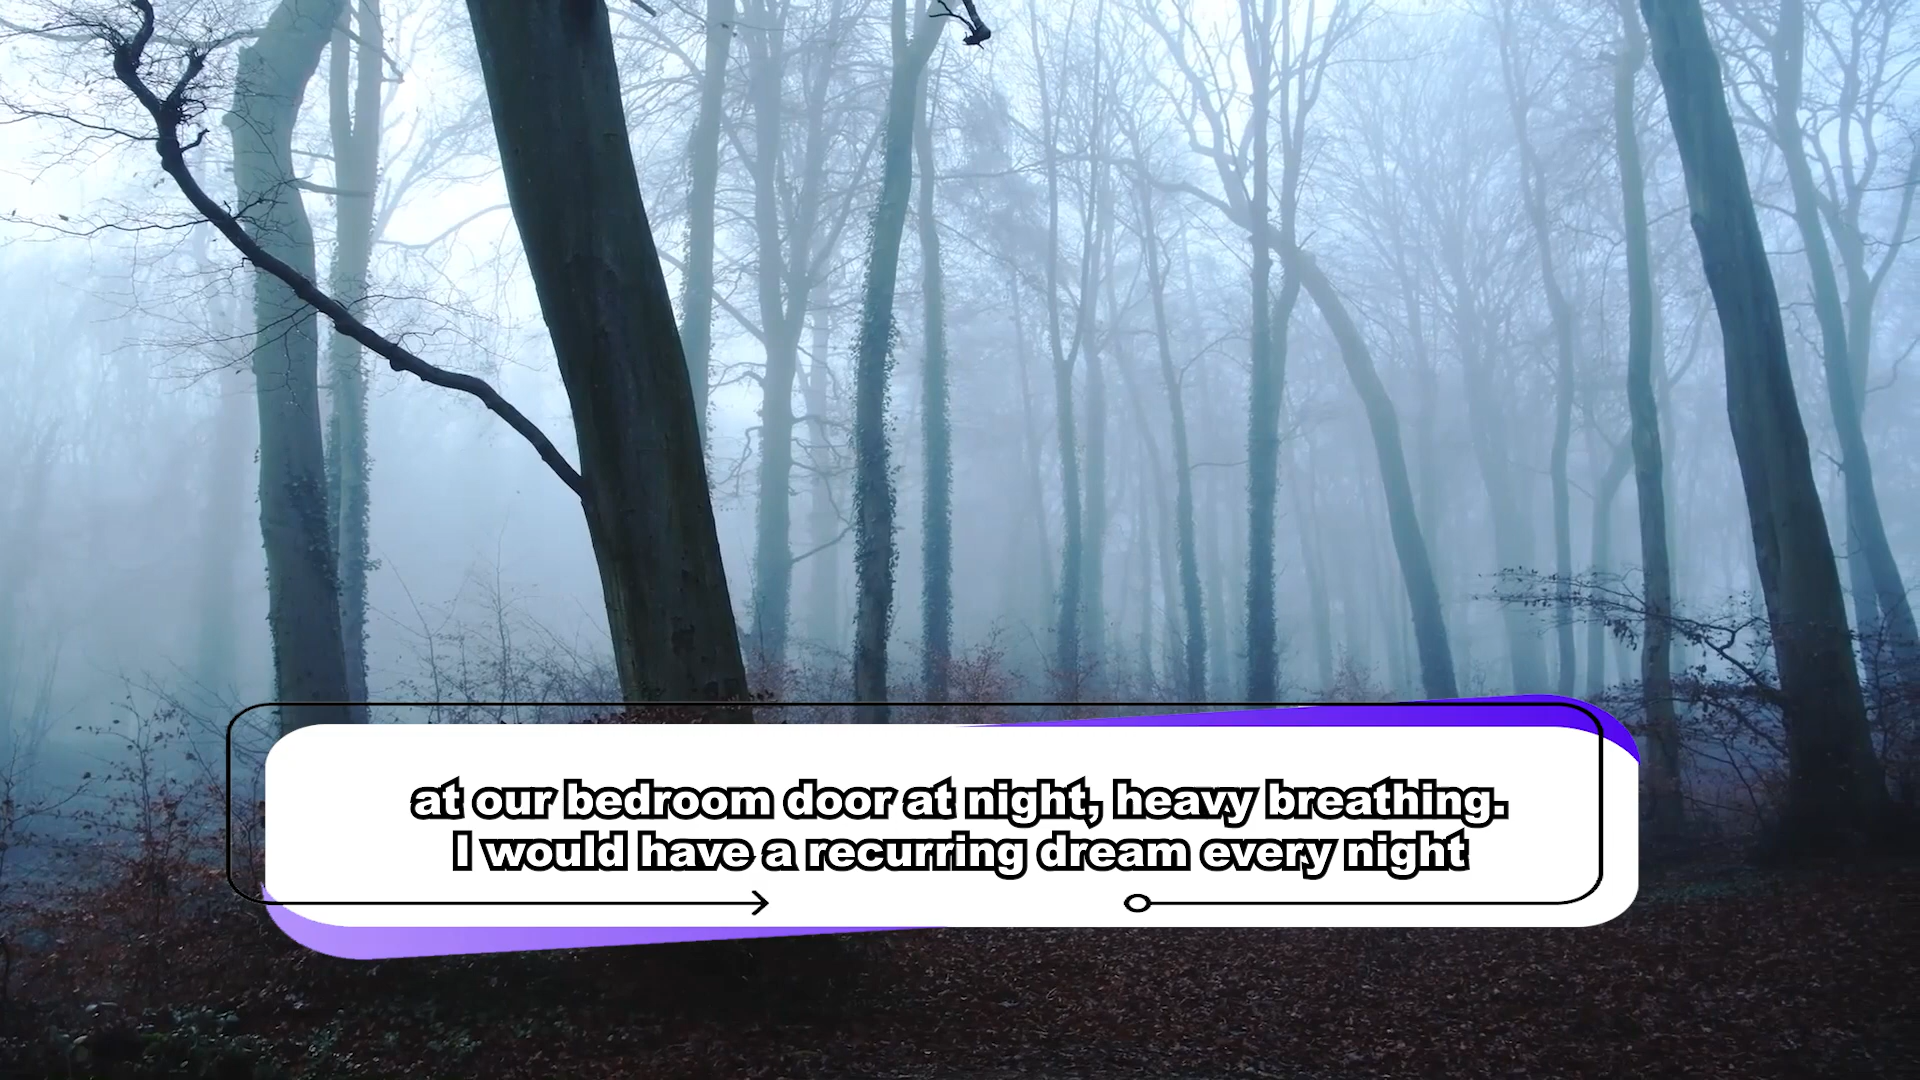 at our bedroom door at night, heavy breathing.
I would have a recurring dream every night